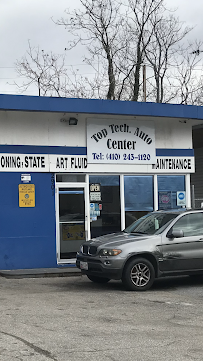 Top Tech. Auto
Center
Tel: (410) 243-1120
ONING: STATE
ART FLUID
MAINTENANCE
OPEN